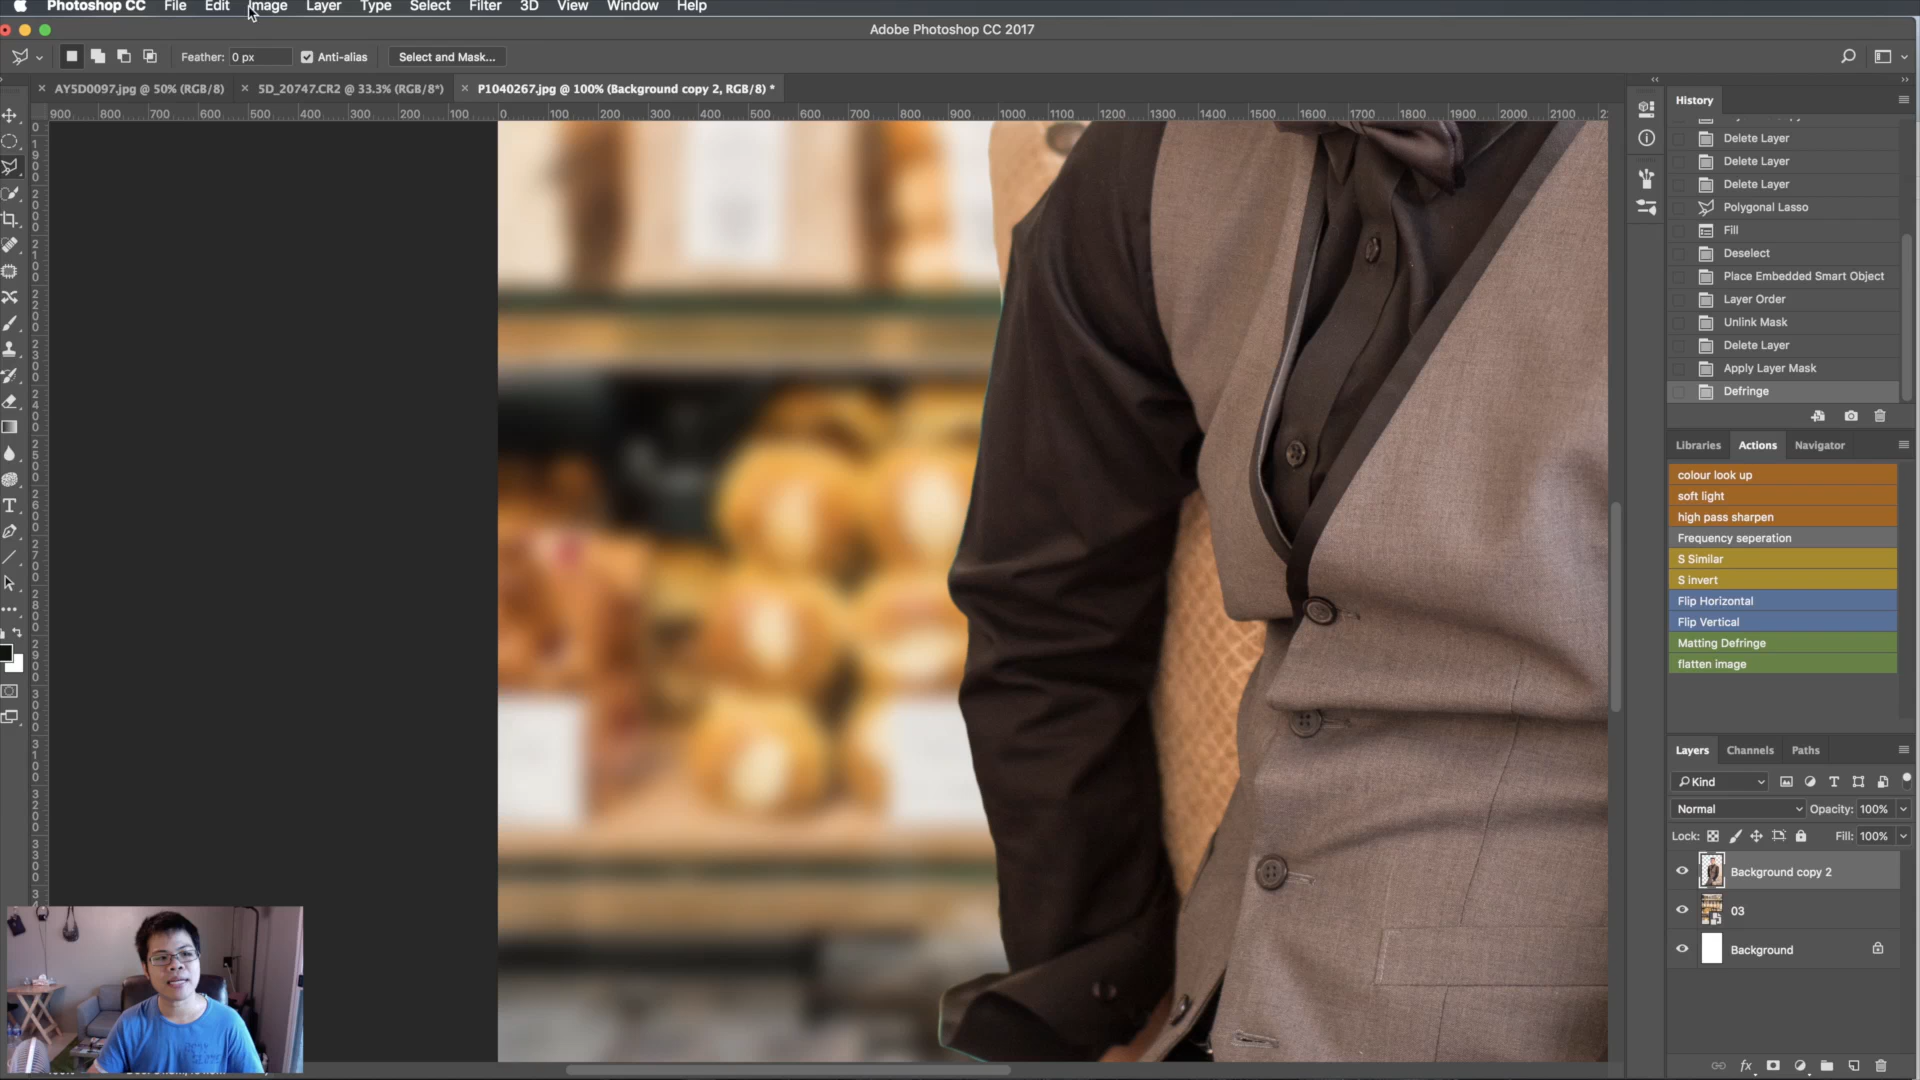 Photoshop CC File Edit Image Layer Type Select Filter 3D View Window Help
Adobe Photoshop CC 2017
Feather: 0 px Anti-alias Select and Mask...
AY5D0097.jpg @ 50% (RGB/8) 5D_20747.CR2 @ 33.3% (RGB/8*) P1040267.jpg @ 100% (Background copy 2, RGB/8) *
900 800 700 600 500 400 300 200 100 0 100 200 300 400 500 600 700 800 900 1000 1100 1200 1300 1400 1500 1600 1700 1800 1900 2000 2100
History
Delete Layer
Delete Layer
Delete Layer
Polygonal Lasso
Fill
Deselect
Place Embedded Smart Object
Layer Order
Unlink Mask
Delete Layer
Apply Layer Mask
Defringe
Libraries Actions Navigator
colour look up
soft light
high pass sharpen
Frequency seperation
S Similar
S invert
Flip Horizontal
Flip Vertical
Matting Defringe
flatten image
Layers Channels Paths
Kind
Normal Opacity: 100%
Lock: Fill: 100%
Background copy 2
03
Background